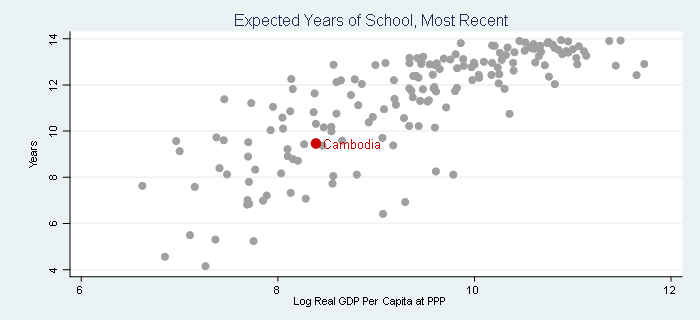 Expected Years of School, Most Recent
14
12
10
8
6
4
Years
Cambodia
6
8
10
12
Log Real GDP Per Capita at PPP